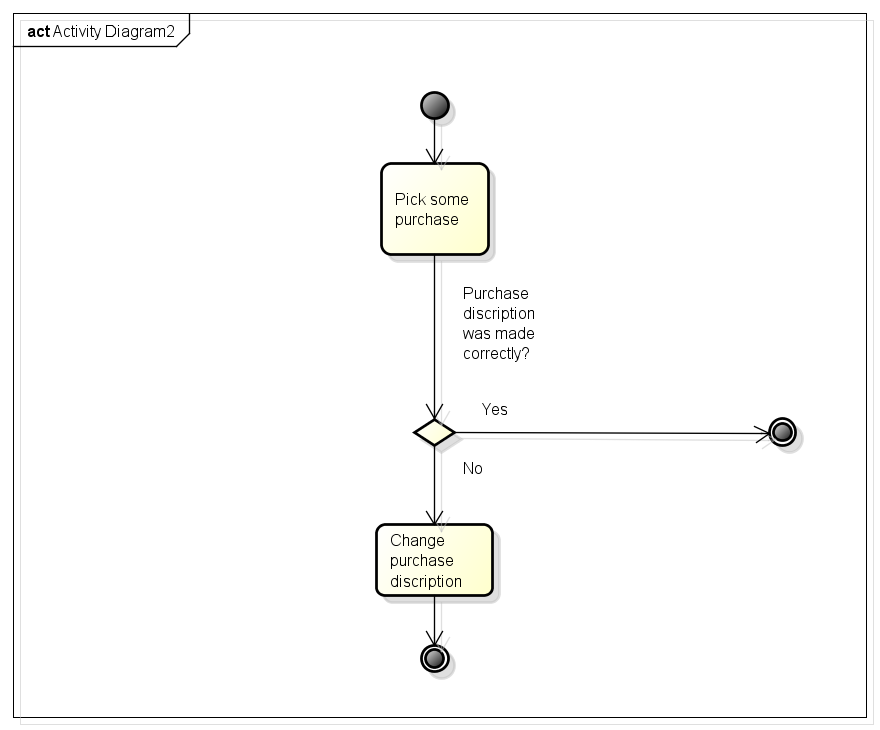 act Activity Diagram2
Pick some
purchase
Purchase
discription
was made
correctly?
Yes
No
Change
purchase
discription